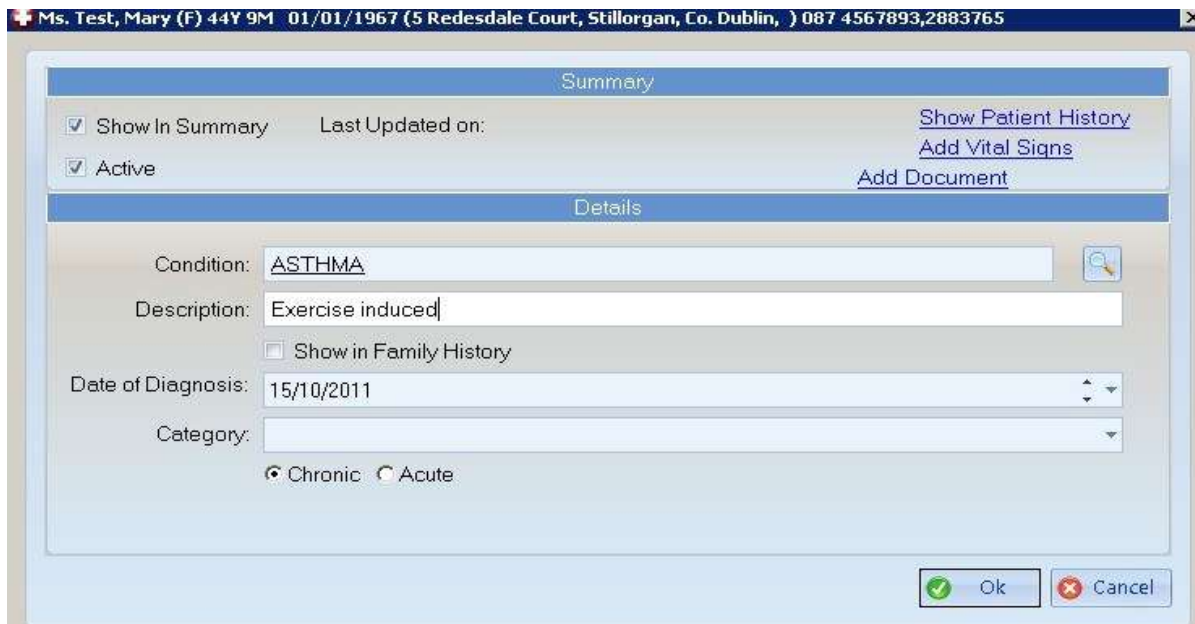 Ms. Test, Mary (F) 44Y 9M 01/01/1967 (5 Redesdale Court, Stillorgan, Co. Dublin, ) 087 4567893,2883765
Summary
Show In Summary Last Updated on: Show Patient History
Add Vital Signs
Active
Add Document
Details
Condition: ASTHMA
Description: Exercise induced
Show in Family History
Date of Diagnosis: 15/10/2011
Category:
Chronic Acute
Ok Cancel